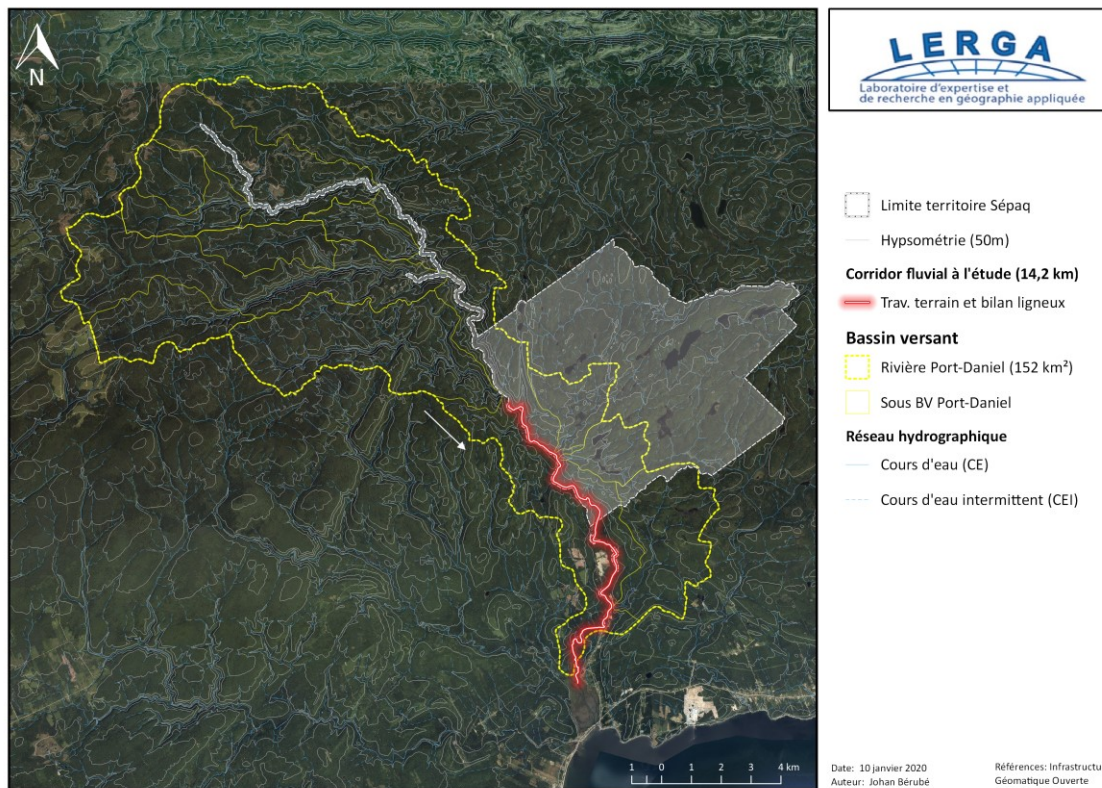 N
LERGA
Laboratoire d'expertise et
de recherche en géographie appliquée
Limite territoire Sépaq
Hypsométrie (50m)
Corridor fluvial à l'étude (14,2 km)
Trav. terrain et bilan ligneux
Bassin versant
Rivière Port-Daniel (152 km²)
Sous BV Port-Daniel
Réseau hydrographique
Cours d'eau (CE)
Cours d'eau intermittent (CEI)
1 0 1 2 3 4 km
Date: 10 janvier 2020
Auteur: Johan Bérubé
Références: Infrastructu
Géomatique Ouverte